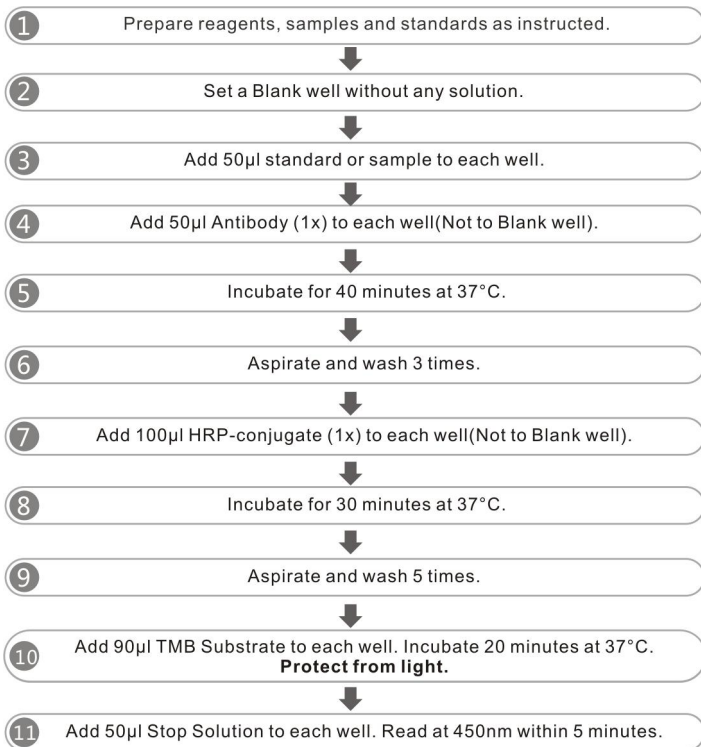 1 Prepare reagents, samples and standards as instructed.
2 Set a Blank well without any solution.
3 Add 50μl standard or sample to each well.
4 Add 50μl Antibody (1x) to each well(Not to Blank well).
5 Incubate for 40 minutes at 37°C.
6 Aspirate and wash 3 times.
7 Add 100μl HRP-conjugate (1x) to each well(Not to Blank well).
8 Incubate for 30 minutes at 37°C.
9 Aspirate and wash 5 times.
10 Add 90μl TMB Substrate to each well. Incubate 20 minutes at 37°C.
Protect from light.
11 Add 50μl Stop Solution to each well. Read at 450nm within 5 minutes.